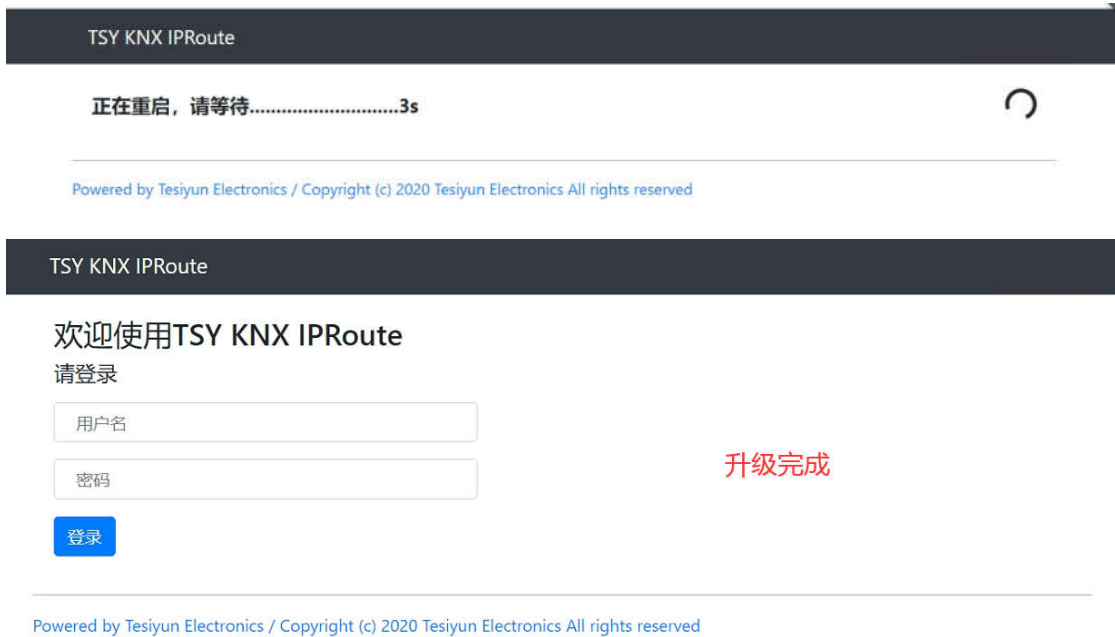 TSY KNX IPRoute
正在重启，请等待............................3s
Powered by Tesiyun Electronics / Copyright (c) 2020 Tesiyun Electronics All rights reserved
TSY KNX IPRoute
欢迎使用TSY KNX IPRoute
请登录
用户名
密码
升级完成
登录
Powered by Tesiyun Electronics / Copyright (c) 2020 Tesiyun Electronics All rights reserved